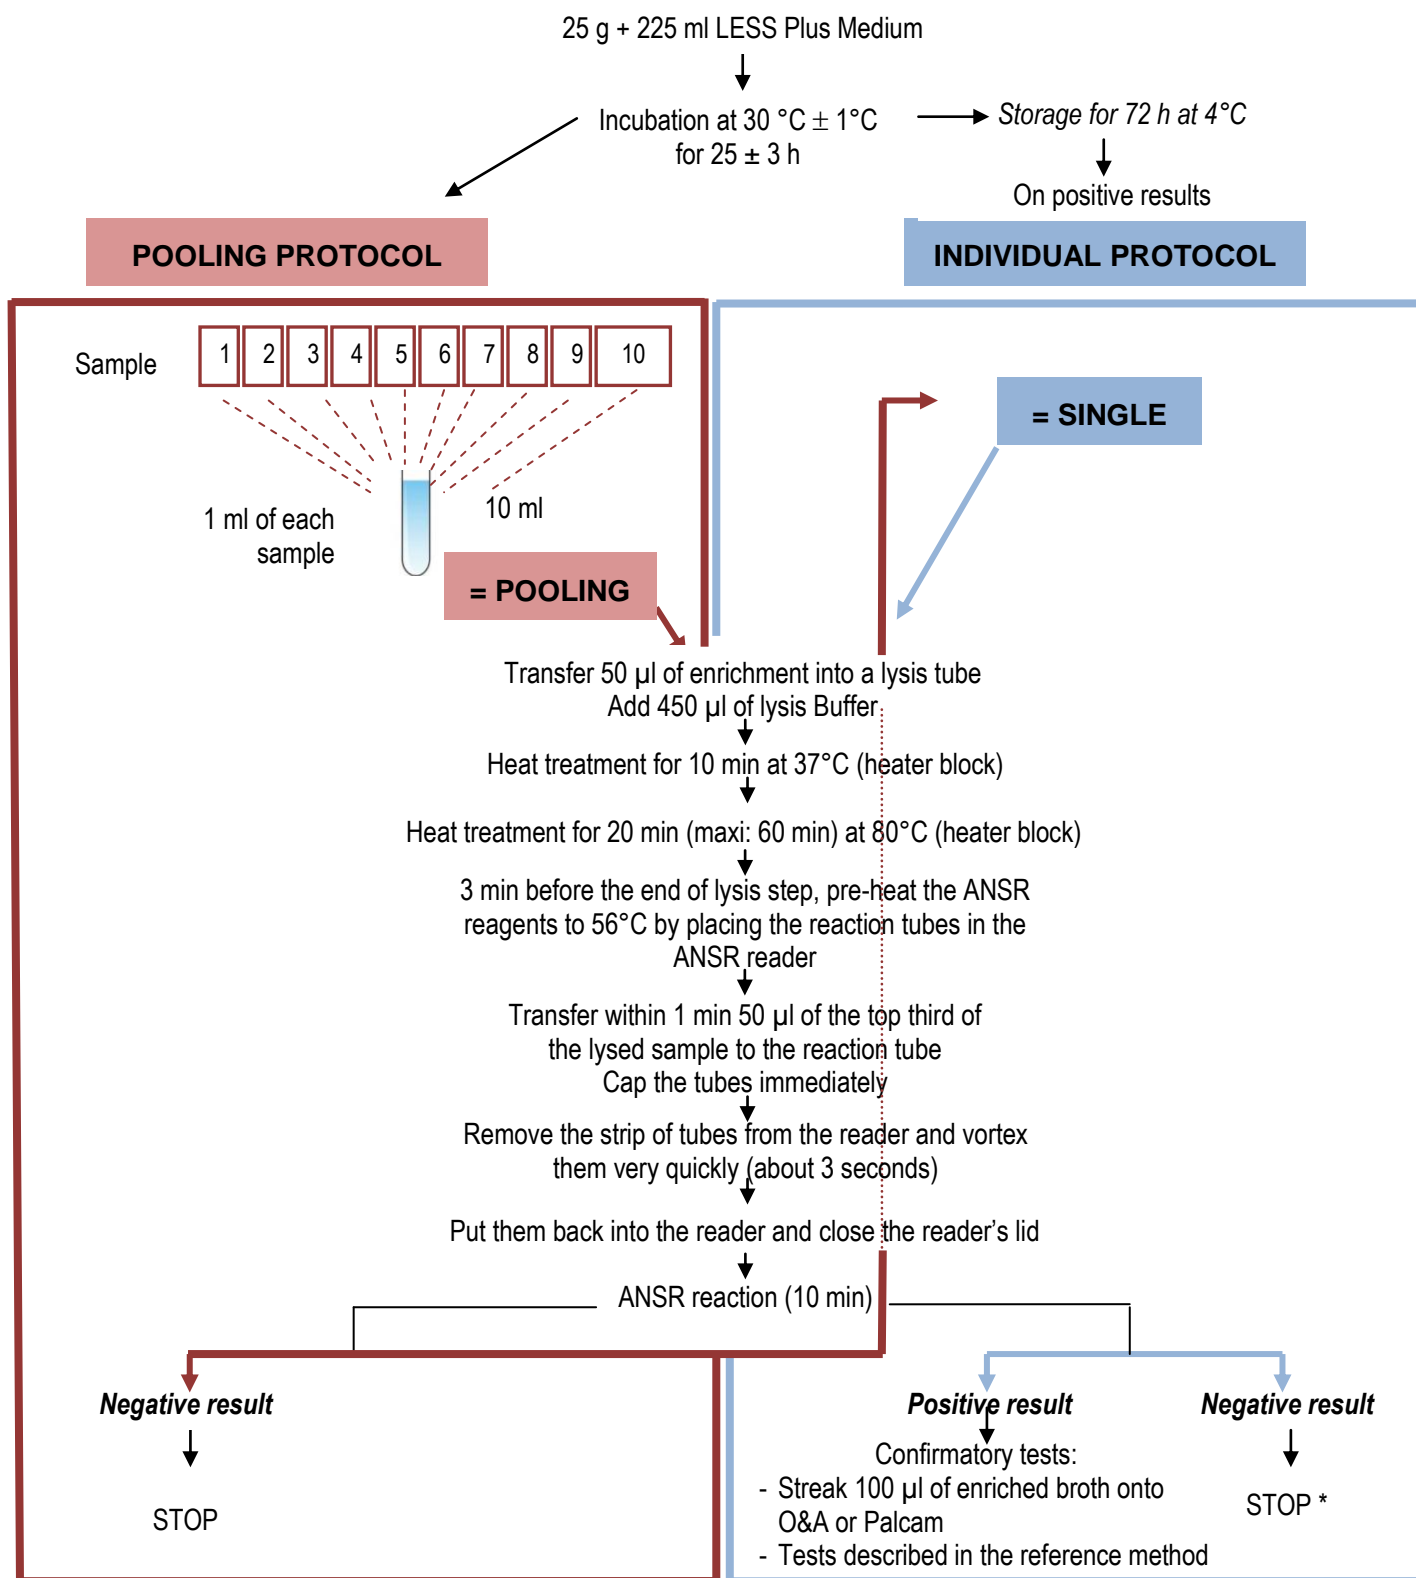 25 g + 225 ml LESS Plus Medium
Incubation at 30 °C ± 1°C
for 25 ± 3 h
Storage for 72 h at 4°C
On positive results
POOLING PROTOCOL
INDIVIDUAL PROTOCOL
Sample
1 2 3 4 5 6 7 8 9 10
1 ml of each
sample
10 ml
= POOLING
= SINGLE
Transfer 50 µl of enrichment into a lysis tube
Add 450 µl of lysis Buffer
Heat treatment for 10 min at 37°C (heater block)
Heat treatment for 20 min (maxi: 60 min) at 80°C (heater block)
3 min before the end of lysis step, pre-heat the ANSR
reagents to 56°C by placing the reaction tubes in the
ANSR reader
Transfer within 1 min 50 µl of the top third of
the lysed sample to the reaction tube
Cap the tubes immediately
Remove the strip of tubes from the reader and vortex
them very quickly (about 3 seconds)
Put them back into the reader and close the reader’s lid
ANSR reaction (10 min)
Negative result
STOP
Positive result
Confirmatory tests:
- Streak 100 µl of enriched broth onto
O&A or Palcam
- Tests described in the reference method
Negative result
STOP *